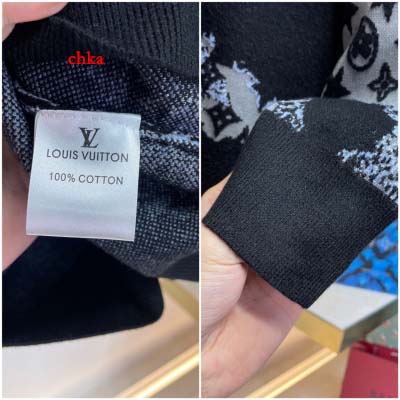 chka
LV
LOUIS VUITTON
100% COTTON